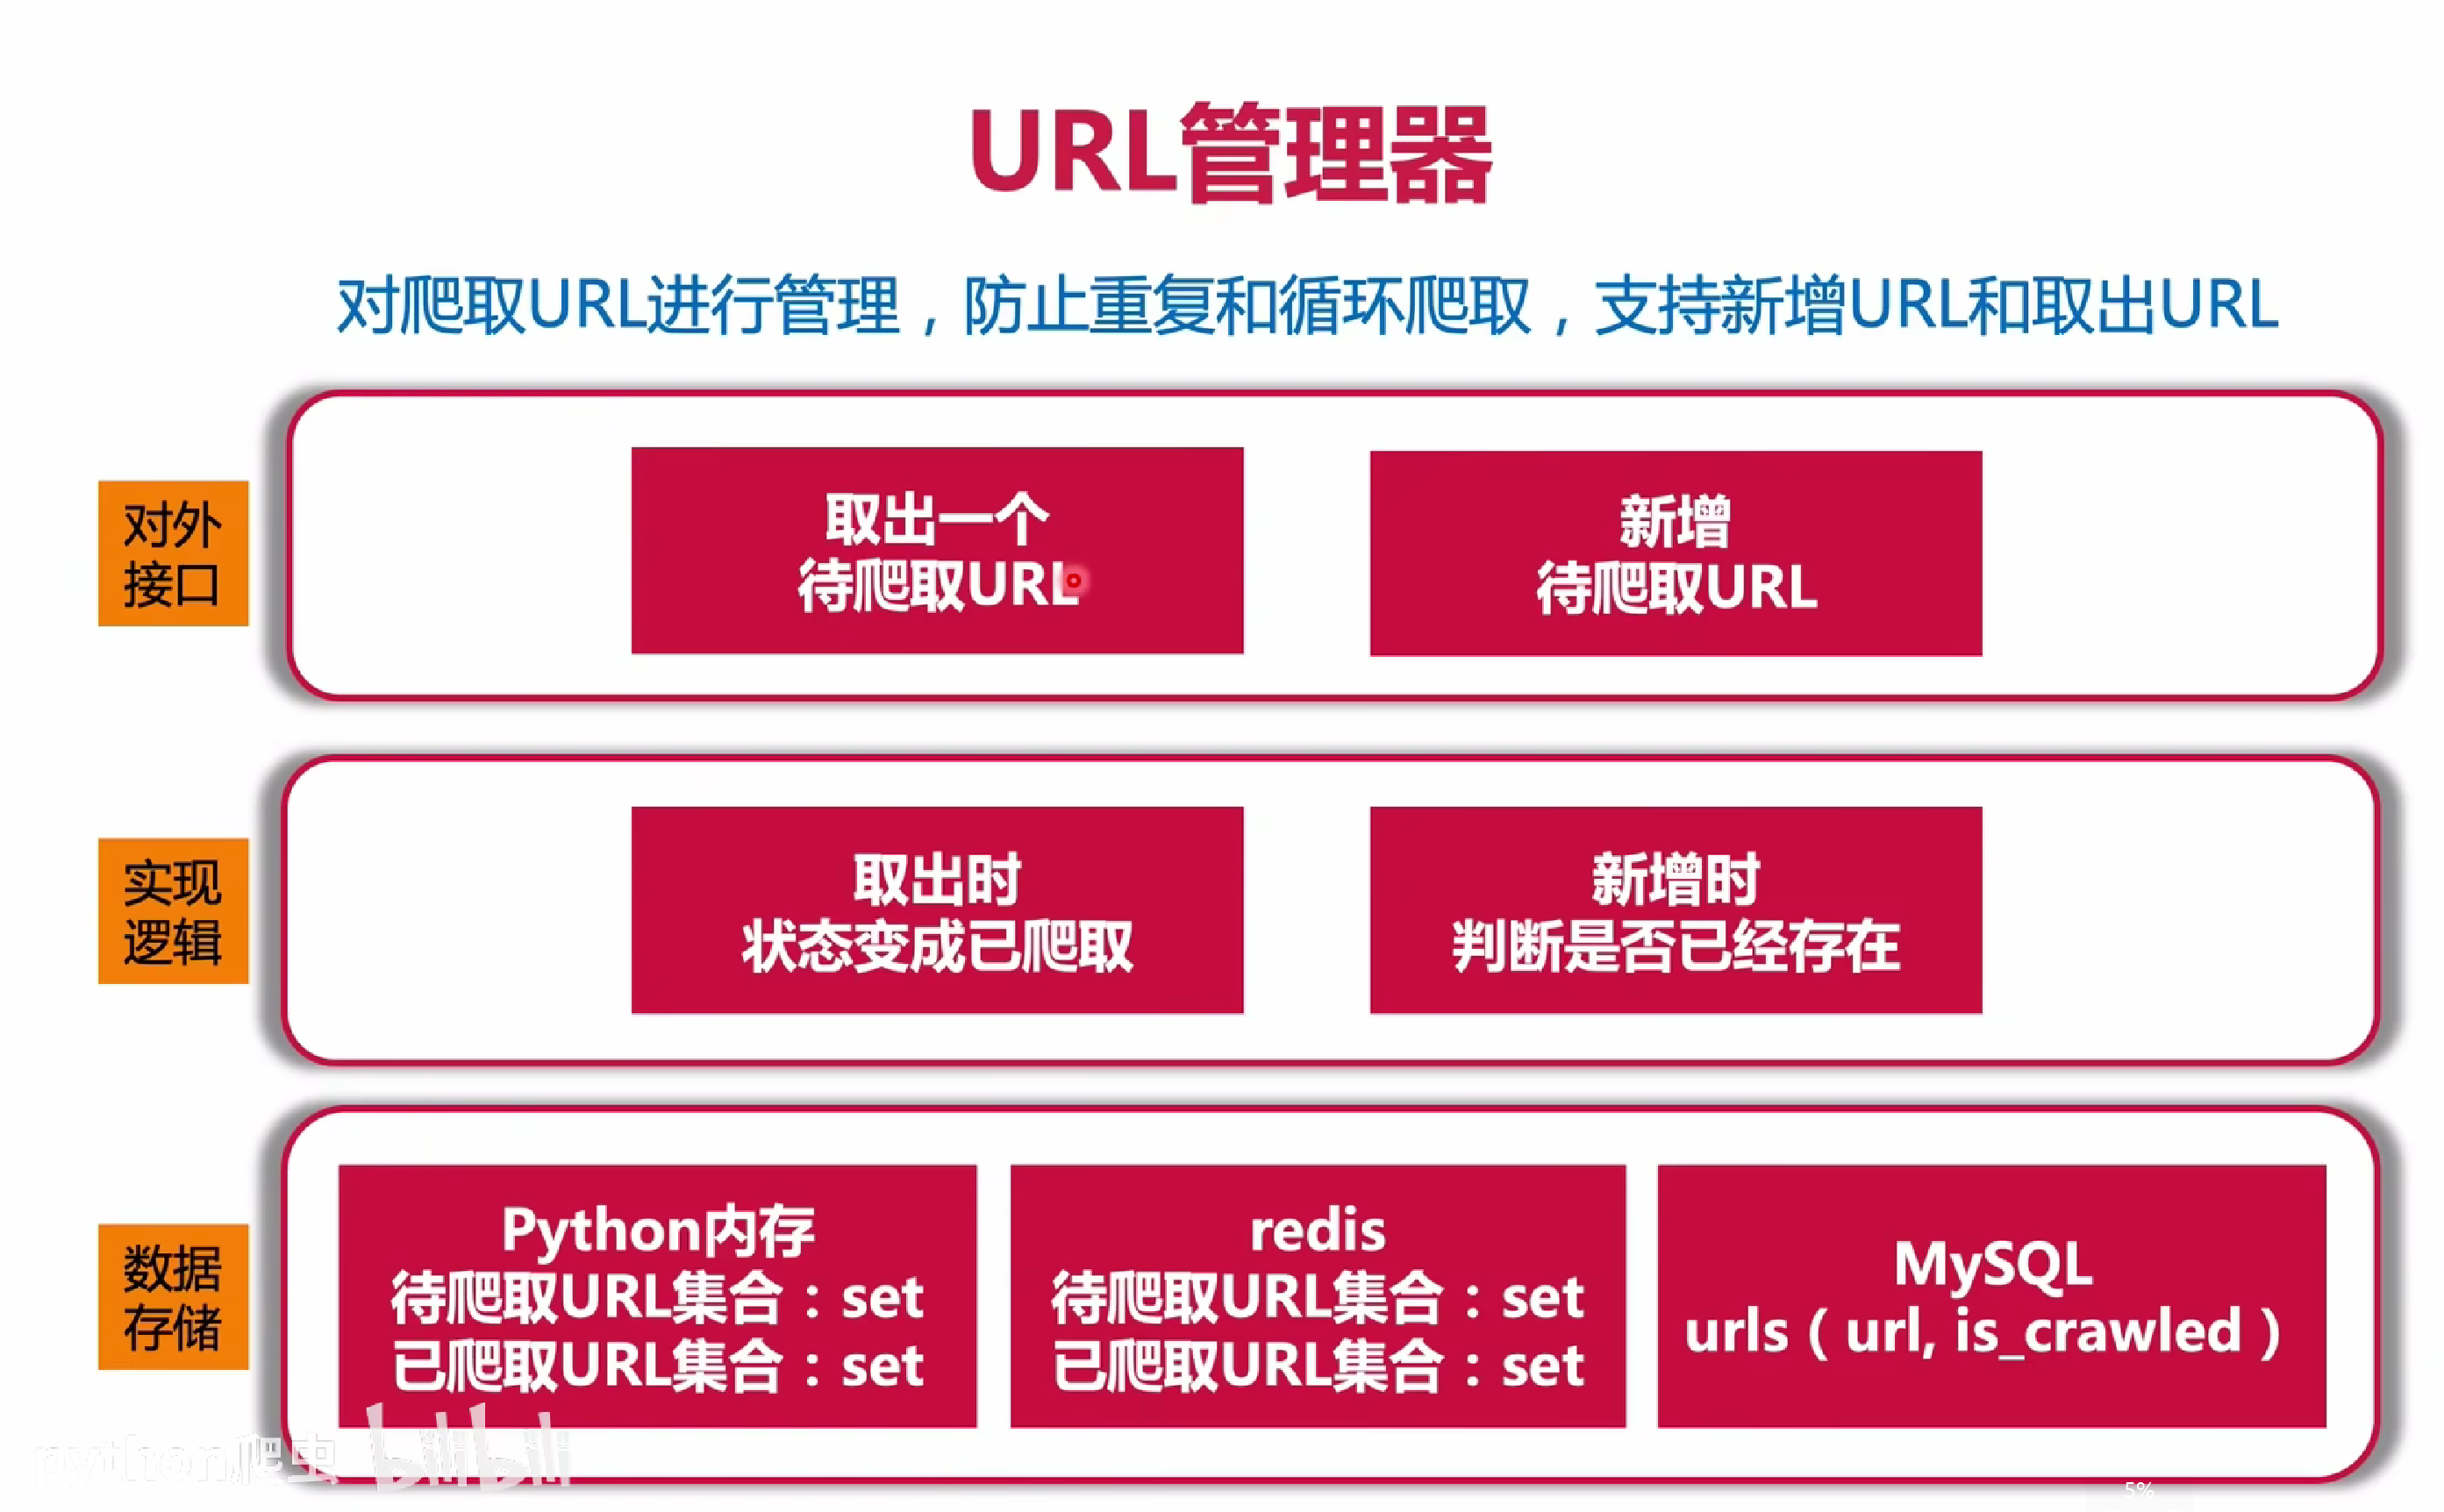 URL管理器
对爬取URL进行管理，防止重复和循环爬取，支持新增URL和取出URL
对外
接口
取出一个
待爬取URL
新增
待爬取URL
实现
逻辑
取出时
状态变成已爬取
新增时
判断是否已经存在
数据
存储
Python内存
待爬取URL集合：set
已爬取URL集合：set
redis
待爬取URL集合：set
已爬取URL集合：set
MySQL
urls（url, is_crawled）
python爬虫
bilibili
5%